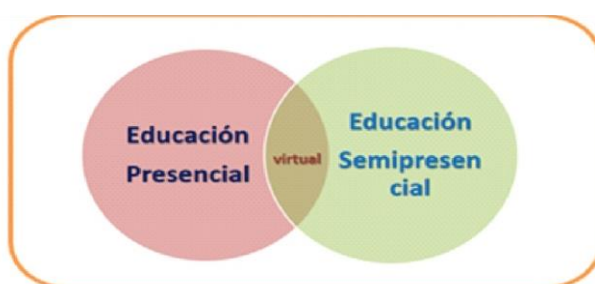 Educación
Presencial
virtual
Educación
Semipresen
cial